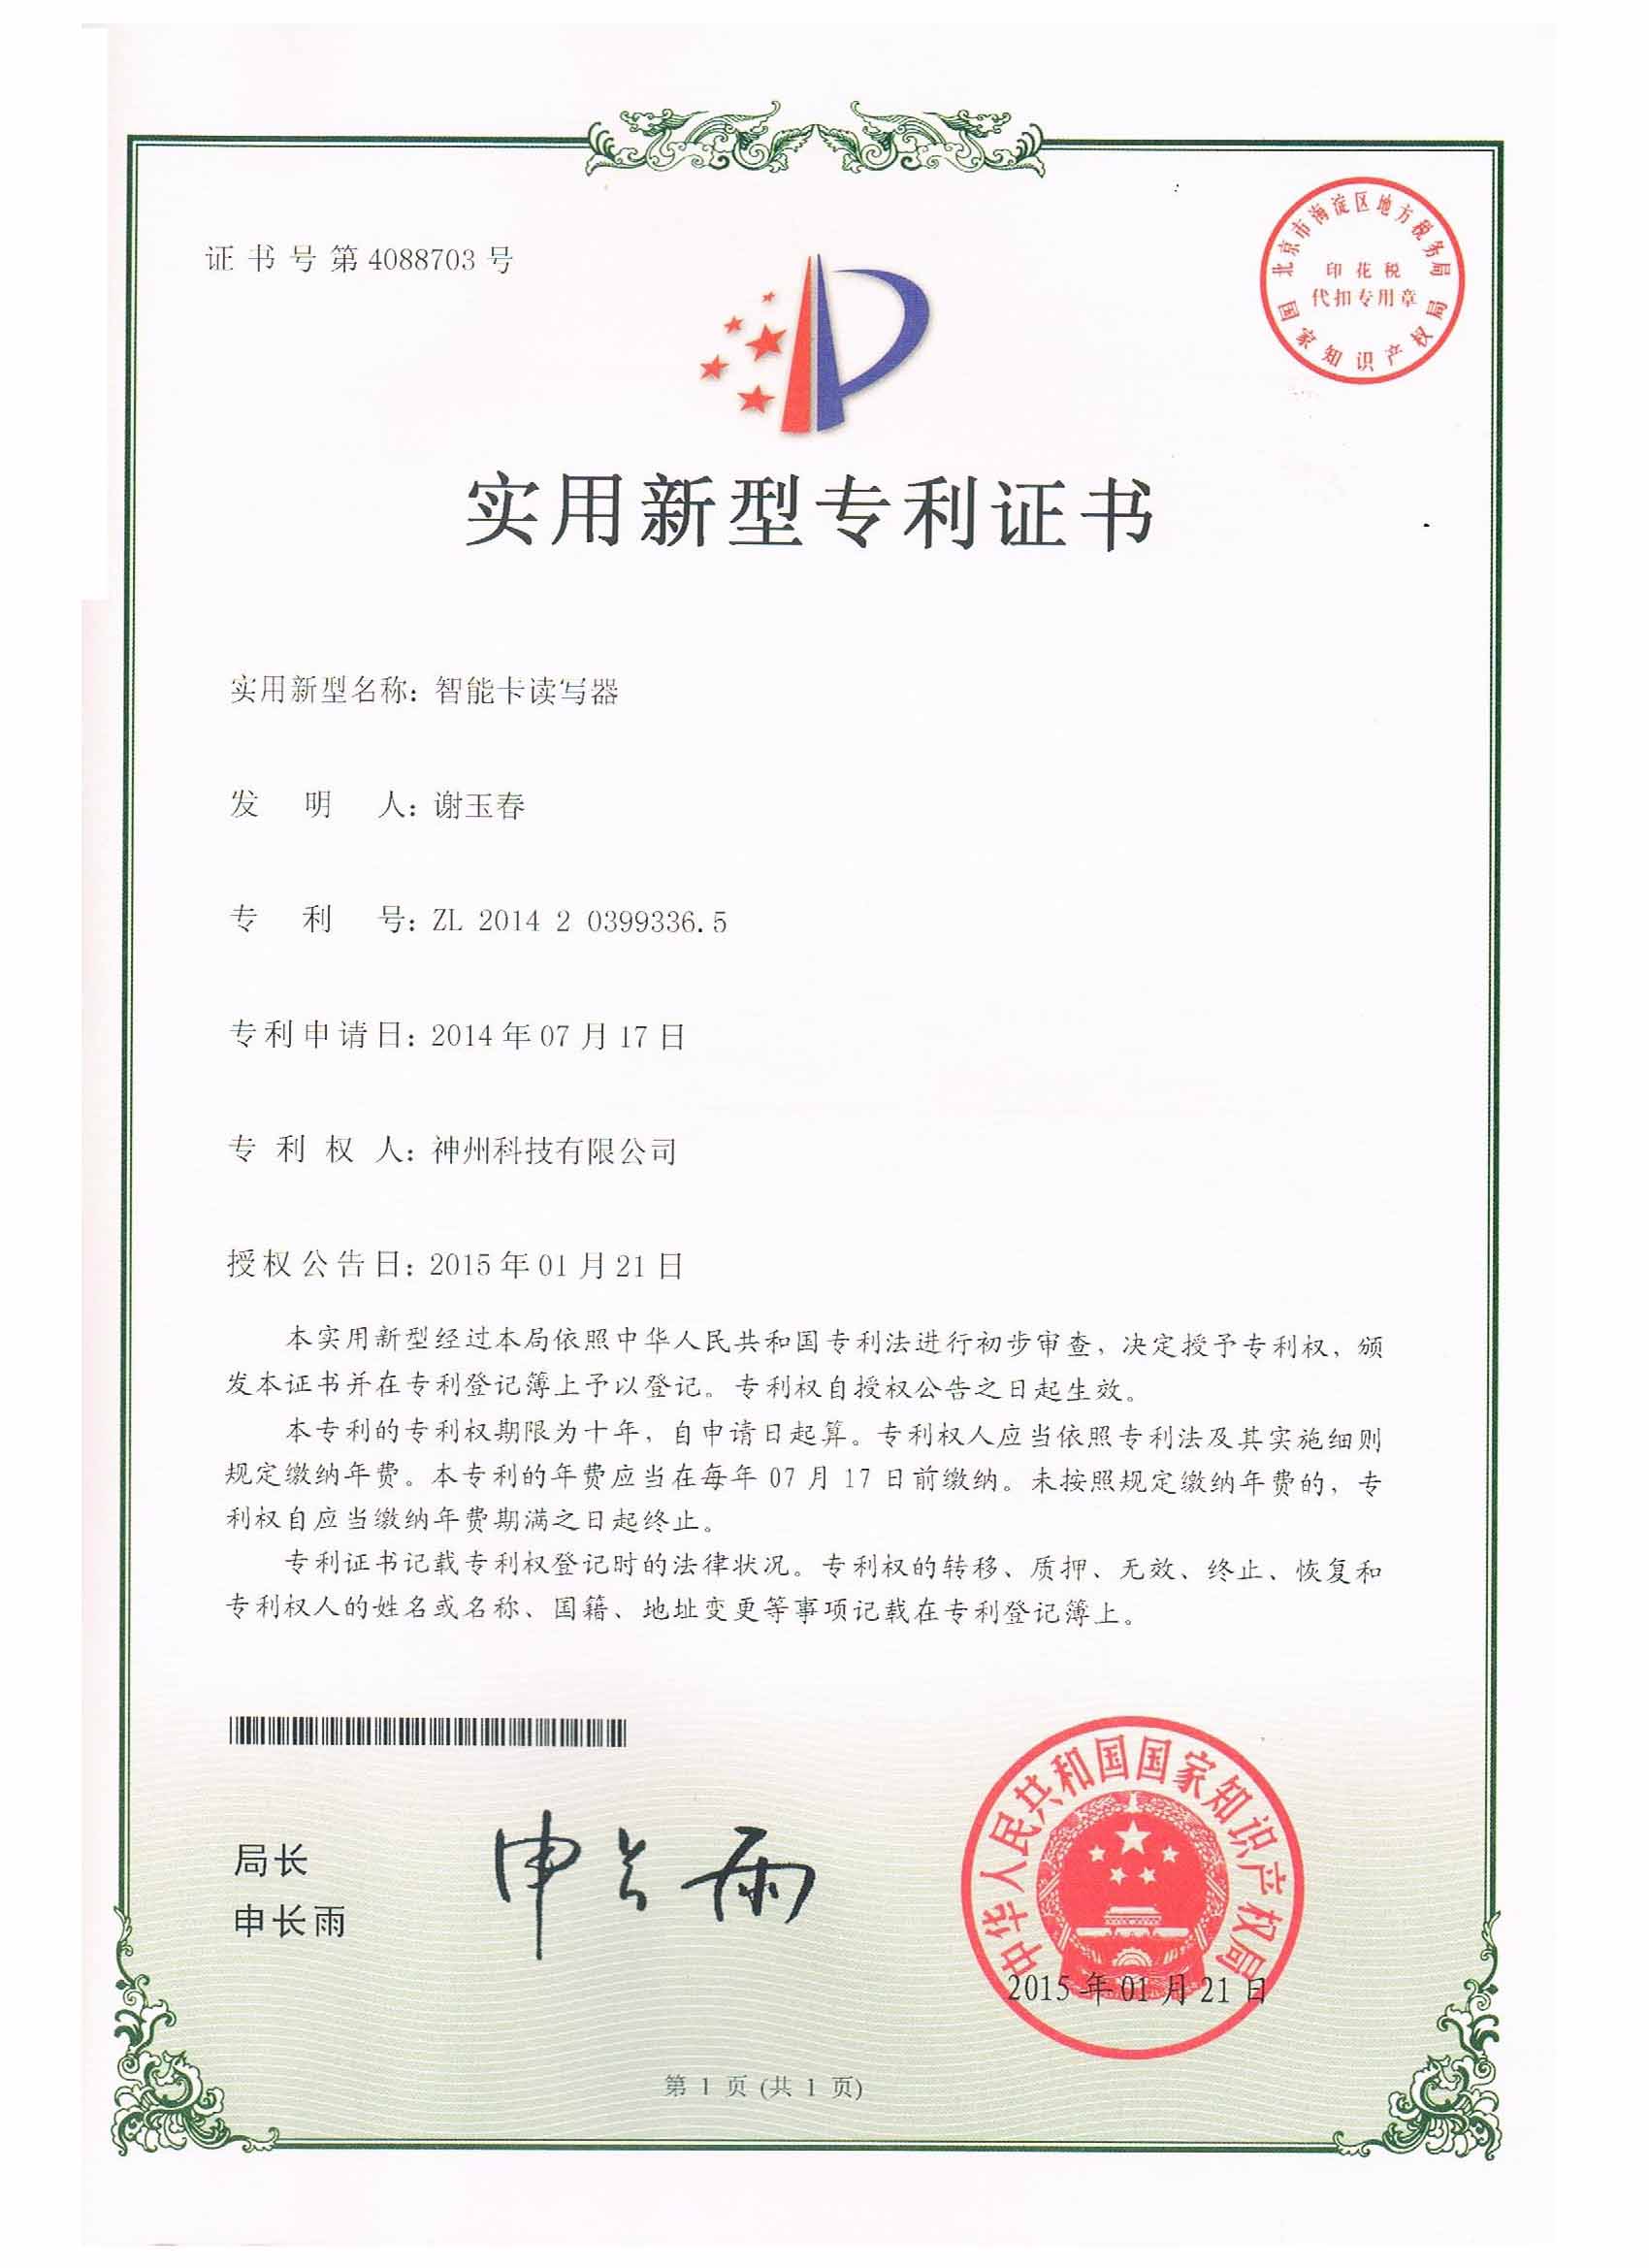 证书号第4088703号
北京市海淀区地方税务局
印花税
代扣专用章
国家知识产权局
实用新型专利证书
实用新型名称：智能卡读写器
发明人：谢玉春
专利号：ZL 2014 2 0399336.5
专利申请日：2014年07月17日
专利权人：神州科技有限公司
授权公告日：2015年01月21日
本实用新型经过本局依照中华人民共和国专利法进行初步审查，决定授予专利权，颁
发本证书并在专利登记簿上予以登记。专利权自授权公告之日起生效。
本专利的专利权期限为十年，自申请日起算。专利权人应当依照专利法及其实施细则
规定缴纳年费。本专利的年费应当在每年07月17日前缴纳。未按照规定缴纳年费的，专
利权自应当缴纳年费期满之日起终止。
专利证书记载专利权登记时的法律状况。专利权的转移、质押、无效、终止、恢复和
专利权人的姓名或名称、国籍、地址变更等事项记载在专利登记簿上。
局长
申长雨
申长雨
中华人民共和国国家知识产权局
2015年01月21日
第1页(共1页)